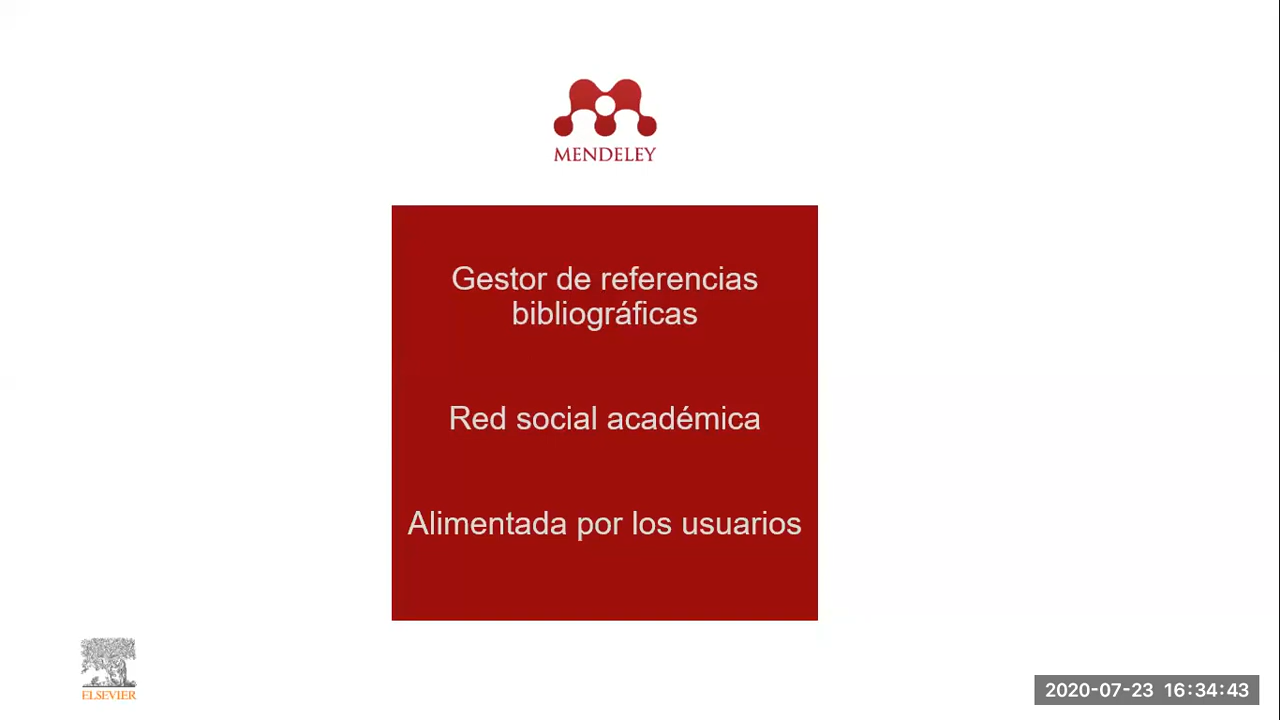 MENDELEY
Gestor de referencias
bibliográficas
Red social académica
Alimentada por los usuarios
ELSEVIER
2020-07-23 16:34:43